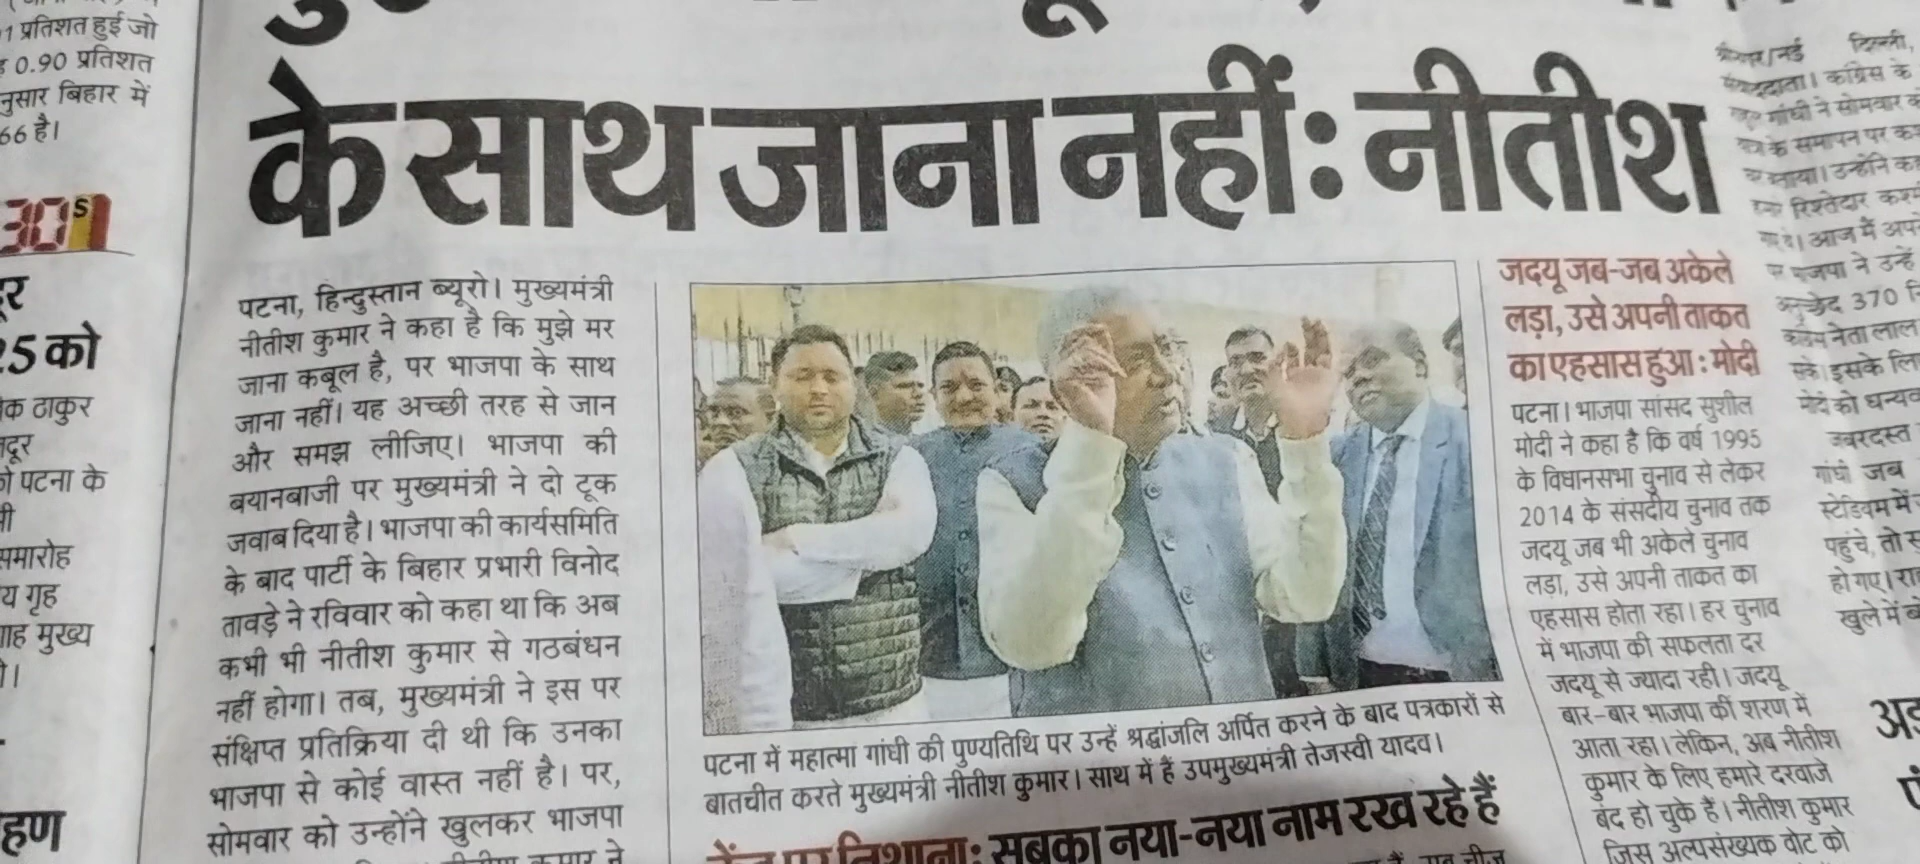 1 प्रतिशत हुई जो
0.90 प्रतिशत
नुसार बिहार में
66 है।
30s
25 को
ठाकुर
पटना के
समारोह
गृह
मुख्य
के साथ जाना नहीं: नीतीश
पटना, हिन्दुस्तान ब्यूरो। मुख्यमंत्री
नीतीश कुमार ने कहा है कि मुझे मर
जाना कबूल है, पर भाजपा के साथ
जाना नहीं। यह अच्छी तरह से जान
और समझ लीजिए। भाजपा की
बयानबाजी पर मुख्यमंत्री ने दो टूक
जवाब दिया है। भाजपा की कार्यसमिति
के बाद पार्टी के बिहार प्रभारी विनोद
तावड़े ने रविवार को कहा था कि अब
कभी भी नीतीश कुमार से गठबंधन
नहीं होगा। तब, मुख्यमंत्री ने इस पर
संक्षिप्त प्रतिक्रिया दी थी कि उनका
भाजपा से कोई वास्त नहीं है। पर,
सोमवार को उन्होंने खुलकर भाजपा
पटना में महात्मा गांधी की पुण्यतिथि पर उन्हें श्रद्धांजलि अर्पित करने के बाद पत्रकारों से
बातचीत करते मुख्यमंत्री नीतीश कुमार। साथ में हैं उपमुख्यमंत्री तेजस्वी यादव।
निशाना: सबका नया-नया नाम रख रहे हैं
जदयू जब-जब अकेले
लड़ा, उसे अपनी ताकत
का एहसास हुआ : मोदी
पटना। भाजपा सांसद सुशील
मोदी ने कहा है कि वर्ष 1995
के विधानसभा चुनाव से लेकर
2014 के संसदीय चुनाव तक
जदयू जब भी अकेले चुनाव
लड़ा, उसे अपनी ताकत का
एहसास होता रहा। हर चुनाव
में भाजपा की सफलता दर
जदयू से ज्यादा रही। जदयू
बार-बार भाजपा की शरण में
आता रहा। लेकिन, अब नीतीश
कुमार के लिए हमारे दरवाजे
बंद हो चुके हैं। नीतीश कुमार
जिस अल्पसंख्यक वोट को
दिल्ली,
कांग्रेस के
गांधी ने सोमवार
के समापन पर
उन्होंने
रिश्तेदार
आज मैं
भाजपा ने उन्हें
370
नेता लाल
इसके
को
जबरदस्त
गांधी जब
स्टेडियम में
पहुंचे, तो
हो गए।
खुले में